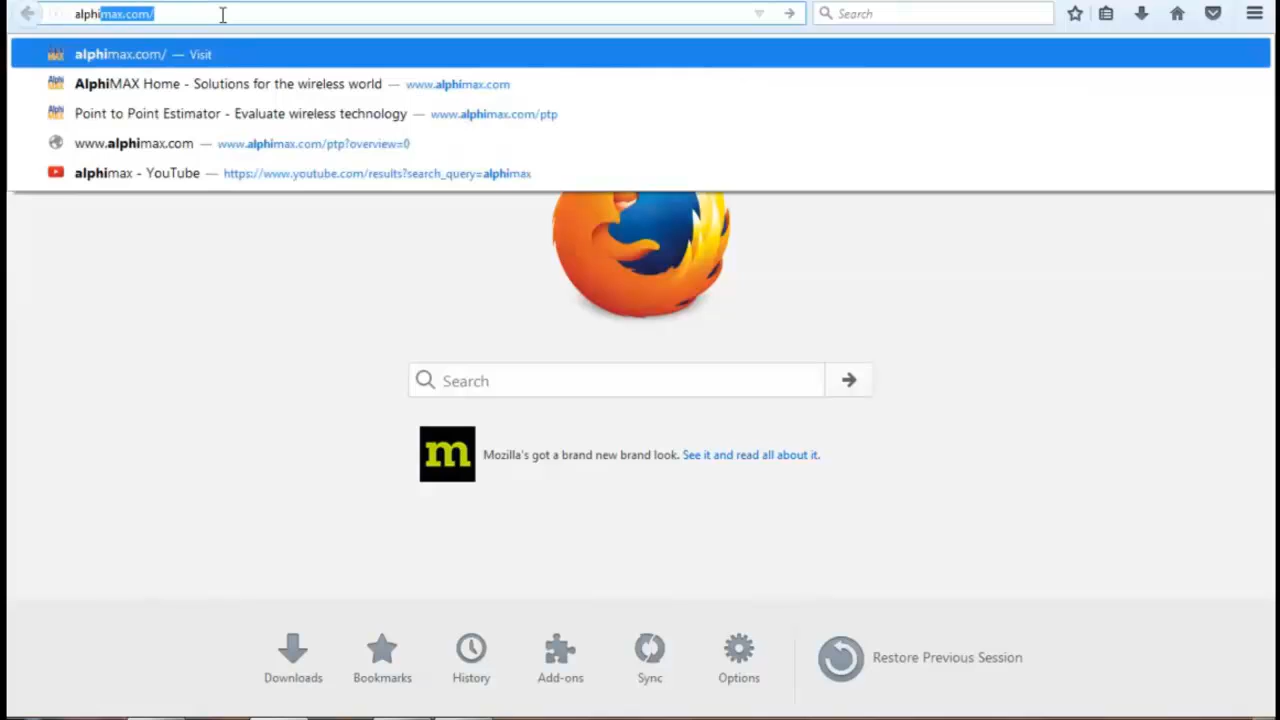 alphimax.com/
Search
alphimax.com/ — Visit
AlphiMAX Home - Solutions for the wireless world — www.alphimax.com
Point to Point Estimator - Evaluate wireless technology — www.alphimax.com/ptp
www.alphimax.com — www.alphimax.com/ptp?overview=0
alphimax - YouTube — https://www.youtube.com/results?search_query=alphimax
Search
m Mozilla's got a brand new brand look. See it and read all about it.
Downloads Bookmarks History Add-ons Sync Options Restore Previous Session